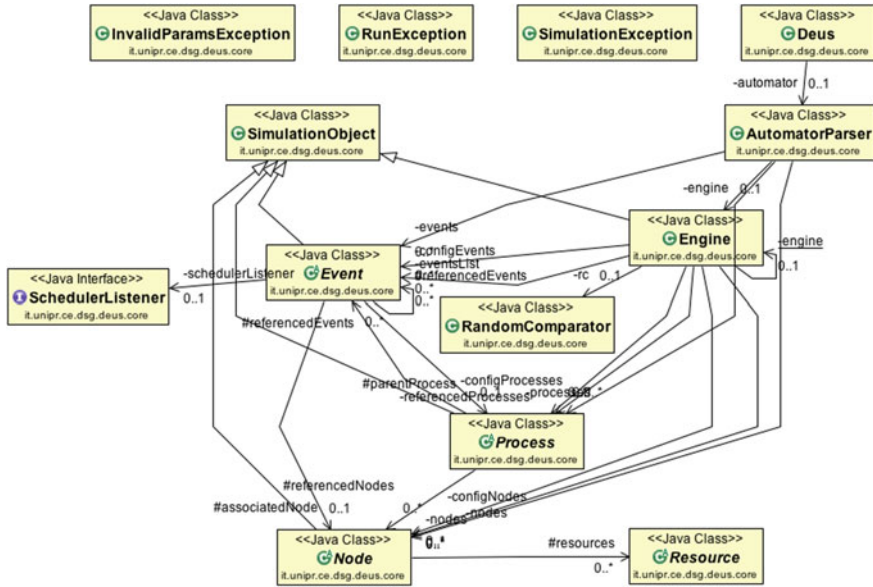 <<Java Class>>
InvalidParamsException
it.unipr.ce.dsg.deus.core
<<Java Class>>
RunException
it.unipr.ce.dsg.deus.core
<<Java Class>>
SimulationException
it.unipr.ce.dsg.deus.core
<<Java Class>>
Deus
it.unipr.ce.dsg.deus.core
-automator
0..1
<<Java Class>>
SimulationObject
it.unipr.ce.dsg.deus.core
<<Java Class>>
AutomatorParser
it.unipr.ce.dsg.deus.core
-engine
0..1
-events
<<Java Class>>
Engine
it.unipr.ce.dsg.deus.core
-engine
0..1
-configEvents
-eventsList
#referencedEvents
0..*
0..*
<<Java Class>>
Event
it.unipr.ce.dsg.deus.core
-schedulerListener
0..1
<<Java Interface>>
SchedulerListener
it.unipr.ce.dsg.deus.core
-rc
0..1
<<Java Class>>
RandomComparator
it.unipr.ce.dsg.deus.core
#referencedEvents
0..*
#parentProcess
-configProcesses
0..1
-referencedProcesses
-processes
<<Java Class>>
Process
it.unipr.ce.dsg.deus.core
#referencedNodes
#associatedNode
0..1
0..*
-configNodes
-nodes
-nodes
<<Java Class>>
Node
it.unipr.ce.dsg.deus.core
#resources
0..*
<<Java Class>>
Resource
it.unipr.ce.dsg.deus.core